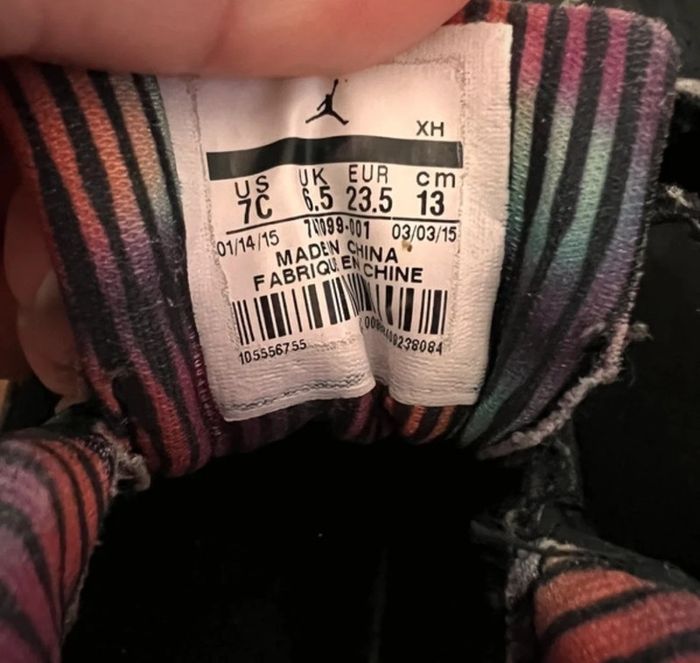 XH
US UK EUR cm
7C 6.5 23.5 13
01/14/15 03/03/15
MADE IN CHINA
FABRIQUE EN CHINE
105556755